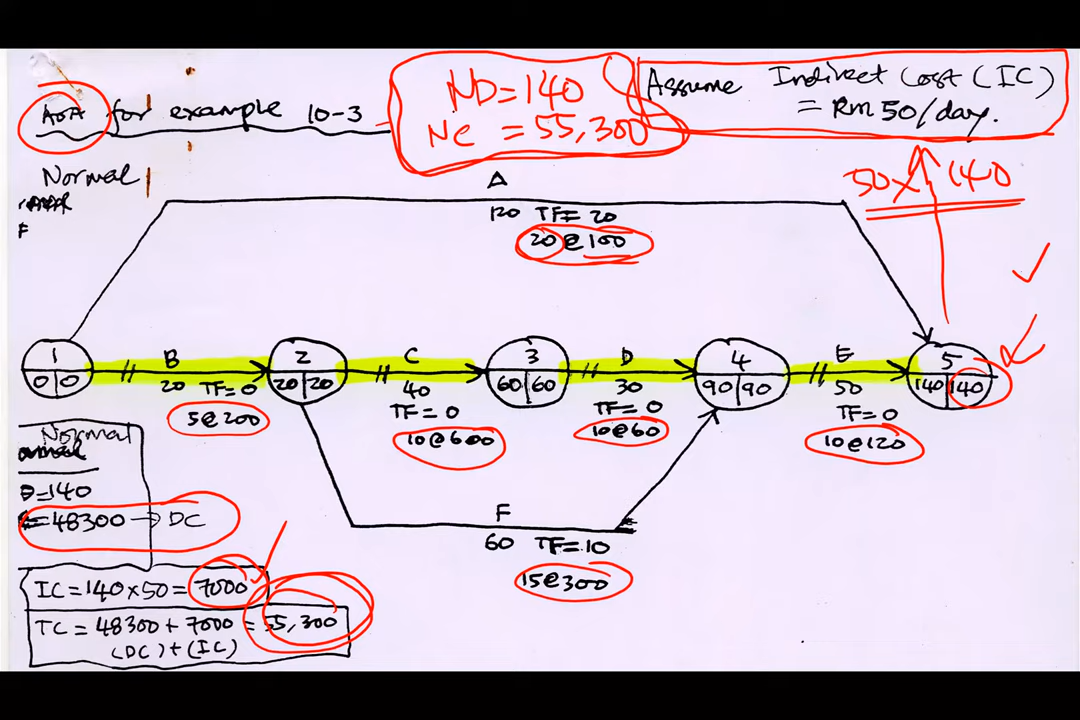 AOA for example 10-3
ND=140
NC = 55,300
Assume Indirect Cost (IC)
= RM 50/day.
50 × 140
Normal
F
A
120 TF= 20
20@100
1
0 0
B
20 TF=0
5@200
2
20 20
C
40
TF=0
10@600
3
60 60
D
30
TF=0
10@60
4
90 90
E
50
TF=0
10@120
5
140 140
F
60 TF=10
15@300
Normal
D=140
=48300 → DC
IC=140×50= 7000
TC=48300+7000 = 55,300
(DC)+(IC)